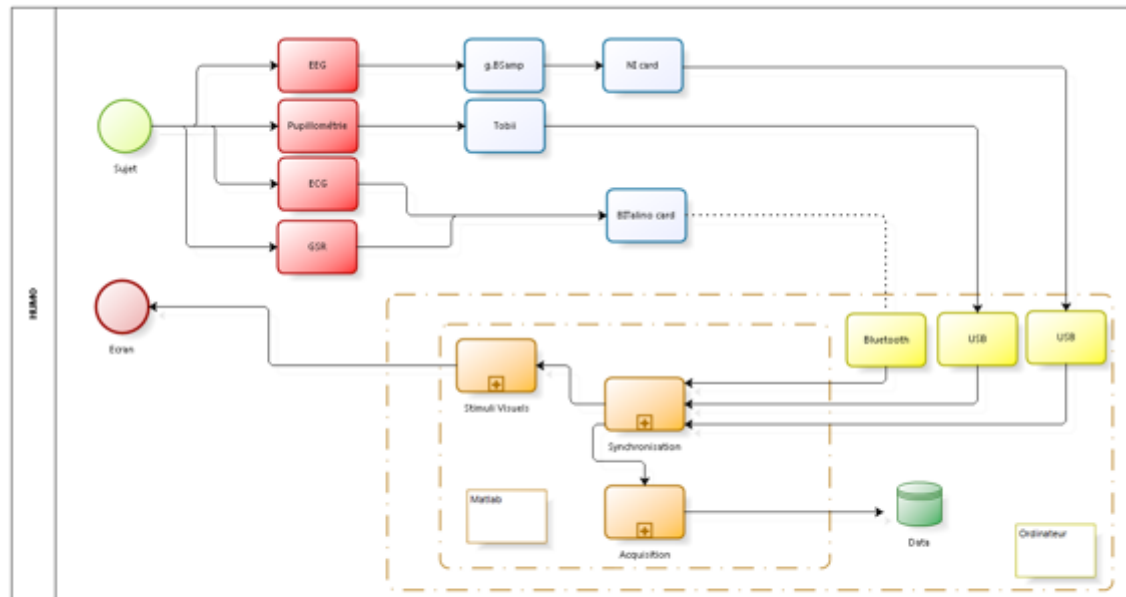 HUMO
EEG
g.BSamp
NI card
Pupillométrie
Tobii
Sujet
ECG
BITalino card
GSR
Ecran
Bluetooth
USB
USB
Stimuli Visuels
Synchronisation
Matlab
Acquisition
Data
Ordinateur